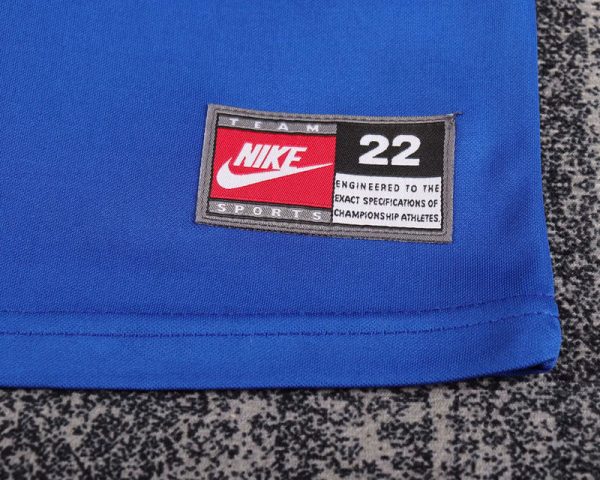 TEAM
NIKE
SPORTS
22
ENGINEERED TO THE
EXACT SPECIFICATIONS OF
CHAMPIONSHIP ATHLETES.